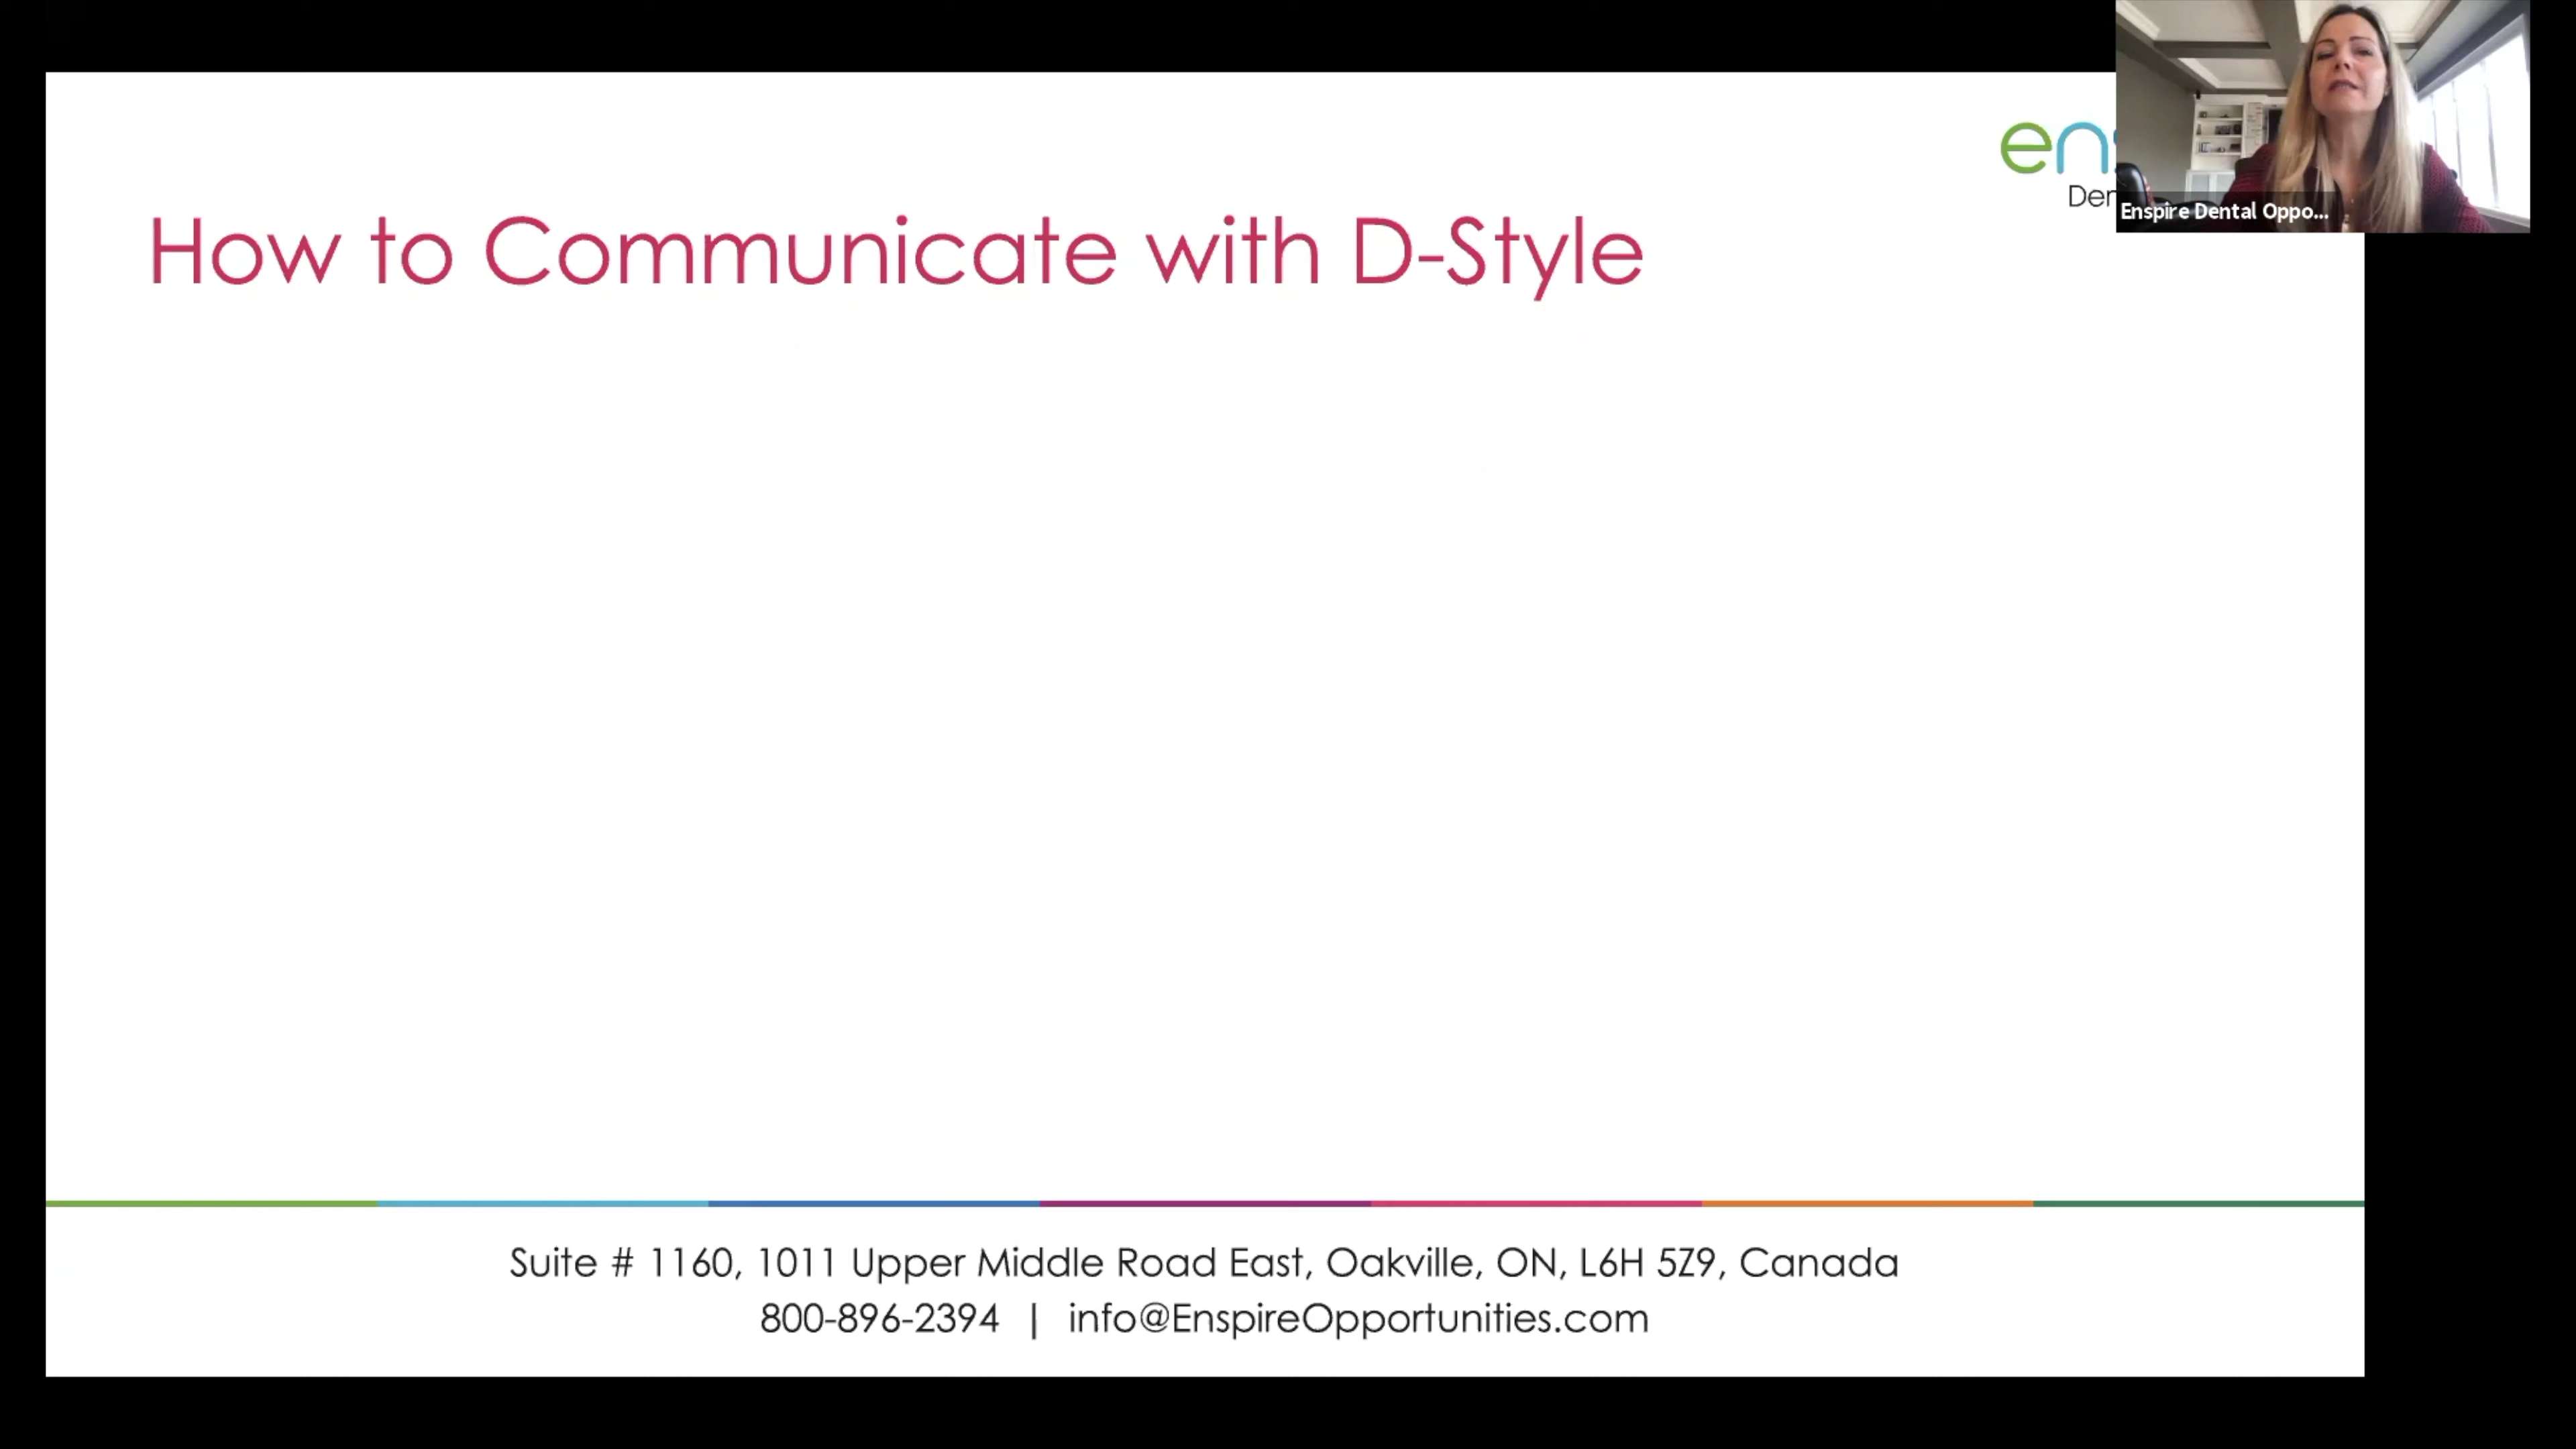 How to Communicate with D-Style
Enspire Dental Oppo...
Suite # 1160, 1011 Upper Middle Road East, Oakville, ON, L6H 5Z9, Canada
800-896-2394 | info@EnspireOpportunities.com